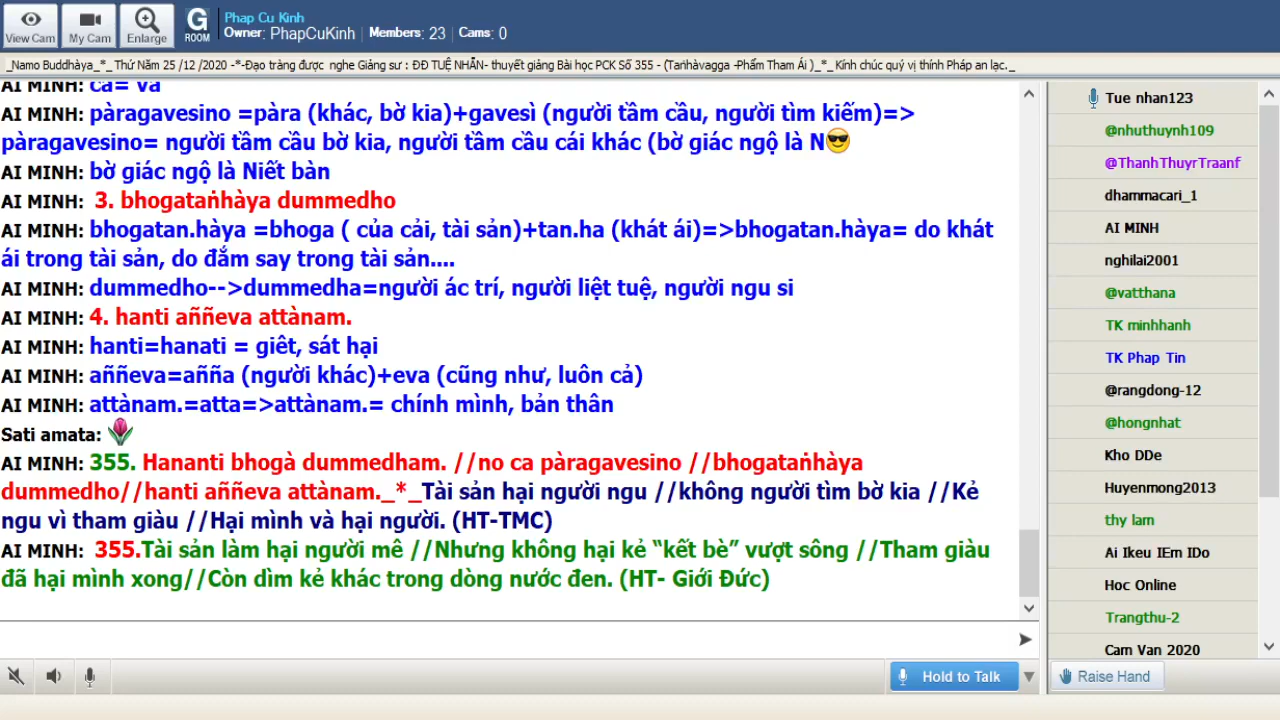 Phap Cu Kinh
Owner: PhapCuKinh Members: 23 Cams: 0
View Cam My Cam Enlarge G ROOM
_Namo Buddhàya_*_ Thứ Năm 25 /12 /2020 -*-Đạo tràng được nghe Giảng sư : ĐĐ TUỆ NHẪN- thuyết giảng Bài học PCK Số 355 - (Taṅhàvagga -Phẩm Tham Ái )_*_ Kính chúc quý vị thính Pháp an lạc._
AI MINH: ca= và
AI MINH: pàragavesino =pàra (khác, bờ kia)+gavesì (người tầm cầu, người tìm kiếm)=>
pàragavesino= người tầm cầu bờ kia, người tầm cầu cái khác (bờ giác ngộ là N😎
AI MINH: bờ giác ngộ là Niết bàn
AI MINH: 3. bhogataṅhàya dummedho
AI MINH: bhogatan.hàya =bhoga ( của cải, tài sản)+tan.ha (khát ái)=>bhogatan.hàya= do khát
ái trong tài sản, do đắm say trong tài sản....
AI MINH: dummedho-->dummedha=người ác trí, người liệt tuệ, người ngu si
AI MINH: 4. hanti aññeva attànam.
AI MINH: hanti=hanati = giêt, sát hại
AI MINH: aññeva=añña (người khác)+eva (cũng như, luôn cả)
AI MINH: attànam.=atta=>attànam.= chính mình, bản thân
Sati amata: 🌷
AI MINH: 355. Hananti bhogà dummedham. //no ca pàragavesino //bhogataṅhàya
dummedho//hanti aññeva attànam._*_Tài sản hại người ngu //không người tìm bờ kia //Kẻ
ngu vì tham giàu //Hại mình và hại người. (HT-TMC)
AI MINH: 355.Tài sản làm hại người mê //Nhưng không hại kẻ “kết bè” vượt sông //Tham giàu
đã hại mình xong//Còn dìm kẻ khác trong dòng nước đen. (HT- Giới Đức)
Hold to Talk
Tue nhan123
@nhuthuynh109
@ThanhThuyrTraanf
dhammacari_1
AI MINH
nghilai2001
@vatthana
TK minhhanh
TK Phap Tin
@rangdong-12
@hongnhat
Kho DDe
Huyenmong2013
thy lam
Ai Ikeu IEm IDo
Hoc Online
Trangthu-2
Cam Van 2020
Raise Hand